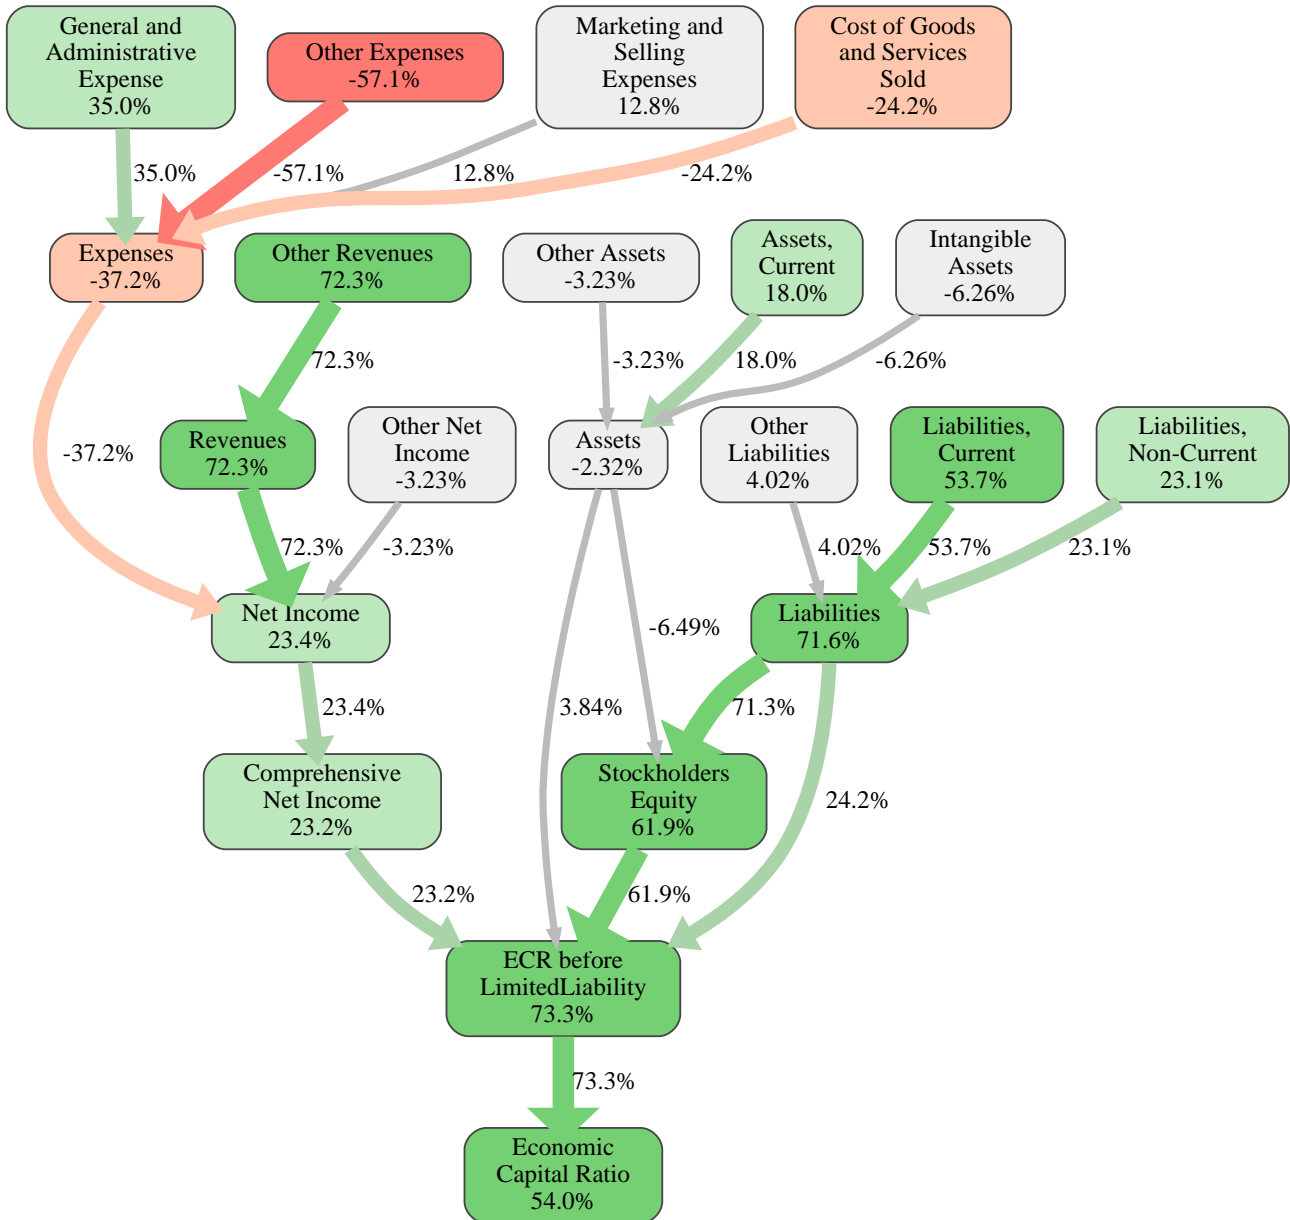 General and
Administrative
Expense
35.0%
Other Expenses
-57.1%
Marketing and
Selling
Expenses
12.8%
Cost of Goods
and Services
Sold
-24.2%
35.0%
-57.1%
12.8%
-24.2%
Expenses
-37.2%
Other Revenues
72.3%
Other Assets
-3.23%
Assets,
Current
18.0%
Intangible
Assets
-6.26%
72.3%
-3.23%
18.0%
-6.26%
-37.2%
Revenues
72.3%
Other Net
Income
-3.23%
Assets
-2.32%
Other
Liabilities
4.02%
Liabilities,
Current
53.7%
Liabilities,
Non-Current
23.1%
72.3%
-3.23%
4.02%
53.7%
23.1%
Net Income
23.4%
-6.49%
Liabilities
71.6%
23.4%
3.84%
71.3%
24.2%
Comprehensive
Net Income
23.2%
Stockholders
Equity
61.9%
23.2%
61.9%
ECR before
LimitedLiability
73.3%
73.3%
Economic
Capital Ratio
54.0%